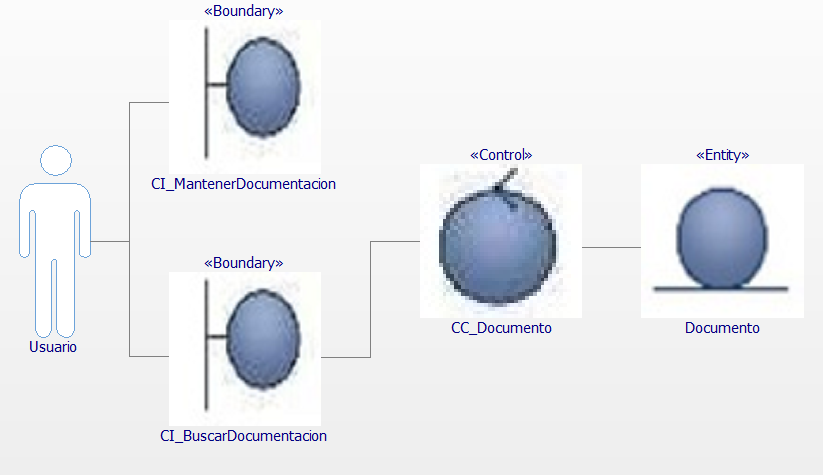 «Boundary»
CI_MantenerDocumentacion
Usuario
«Boundary»
CI_BuscarDocumentacion
«Control»
CC_Documento
«Entity»
Documento